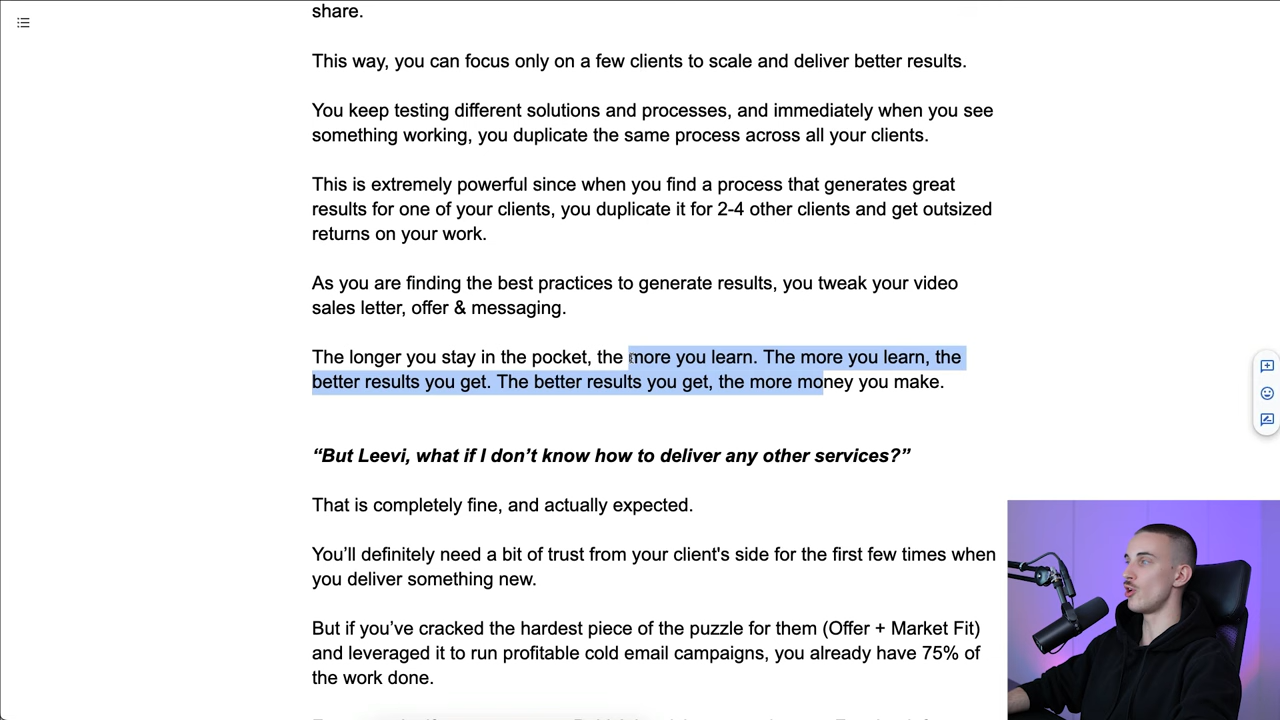 share.
This way, you can focus only on a few clients to scale and deliver better results.
You keep testing different solutions and processes, and immediately when you see
something working, you duplicate the same process across all your clients.
This is extremely powerful since when you find a process that generates great
results for one of your clients, you duplicate it for 2-4 other clients and get outsized
returns on your work.
As you are finding the best practices to generate results, you tweak your video
sales letter, offer & messaging.
The longer you stay in the pocket, the more you learn. The more you learn, the
better results you get. The better results you get, the more money you make.
“But Leevi, what if I don’t know how to deliver any other services?”
That is completely fine, and actually expected.
You’ll definitely need a bit of trust from your client's side for the first few times when
you deliver something new.
But if you’ve cracked the hardest piece of the puzzle for them (Offer + Market Fit)
and leveraged it to run profitable cold email campaigns, you already have 75% of
the work done.